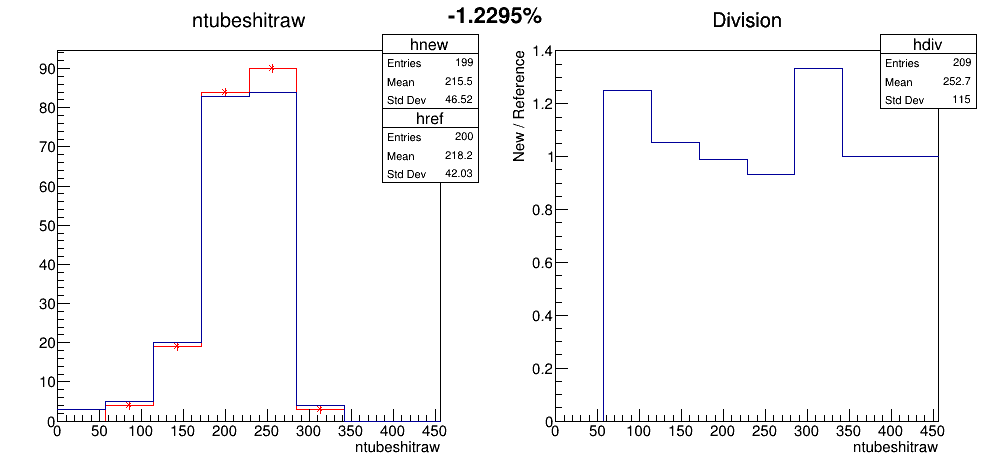 -1.2295%
ntubeshitraw
hnew
Entries 199
Mean 215.5
Std Dev 46.52
href
Entries 200
Mean 218.2
Std Dev 42.03
90
80
70
60
50
40
30
20
10
0
0 50 100 150 200 250 300 350 400 450
ntubeshitraw
Division
hdiv
Entries 209
Mean 252.7
Std Dev 115
New / Reference
1.4
1.2
1
0.8
0.6
0.4
0.2
0
0 50 100 150 200 250 300 350 400 450
ntubeshitraw